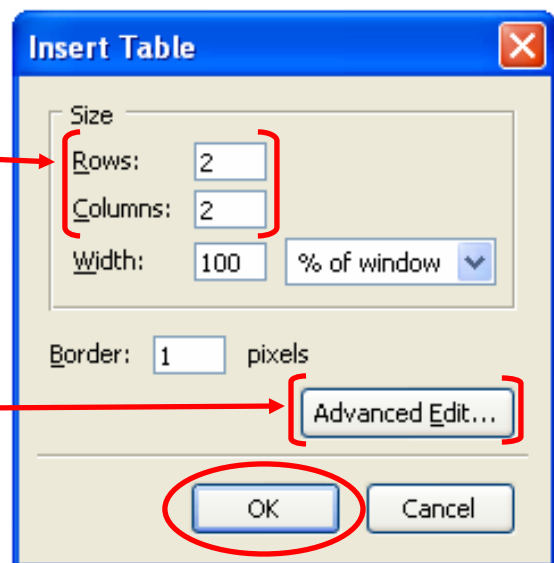 Insert Table
Size
Rows: 2
Columns: 2
Width: 100 % of window
Border: 1 pixels
Advanced Edit...
OK Cancel